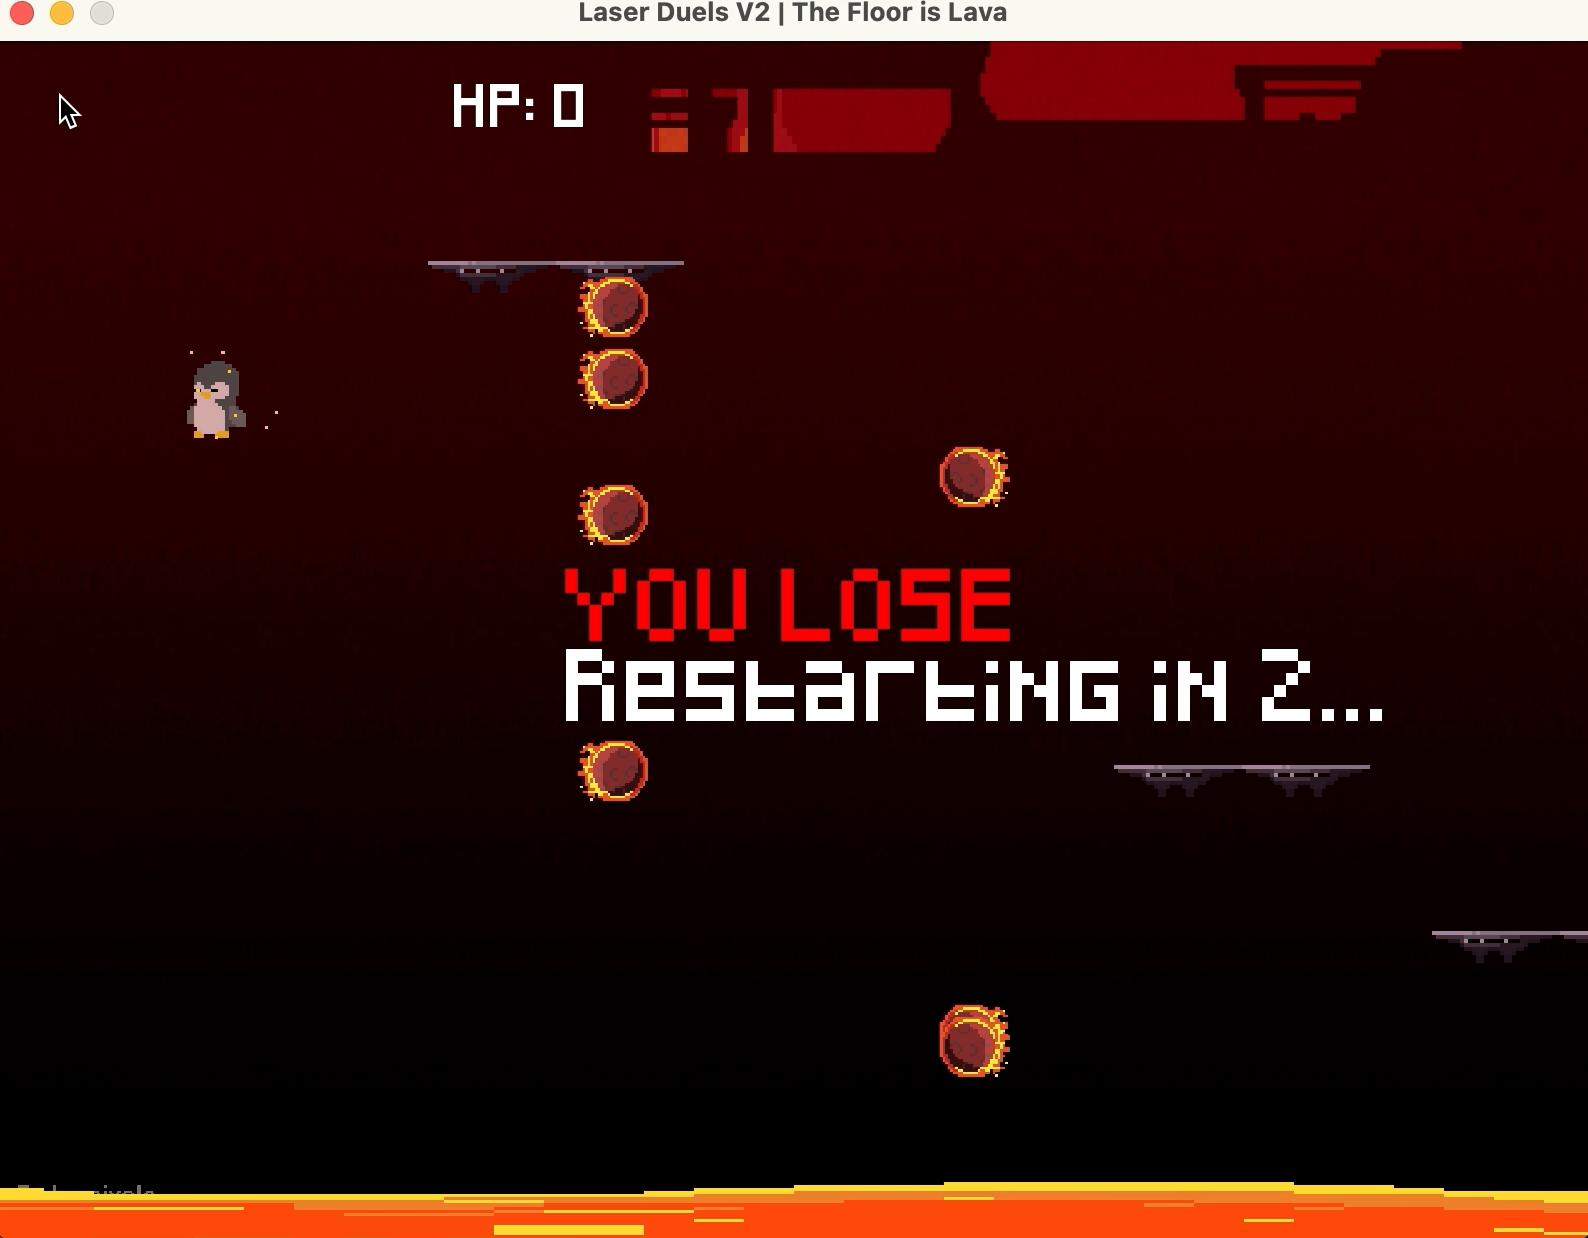 Laser Duels V2 | The Floor is Lava
HP: 0
YOU LOSE
Restarting in 2...